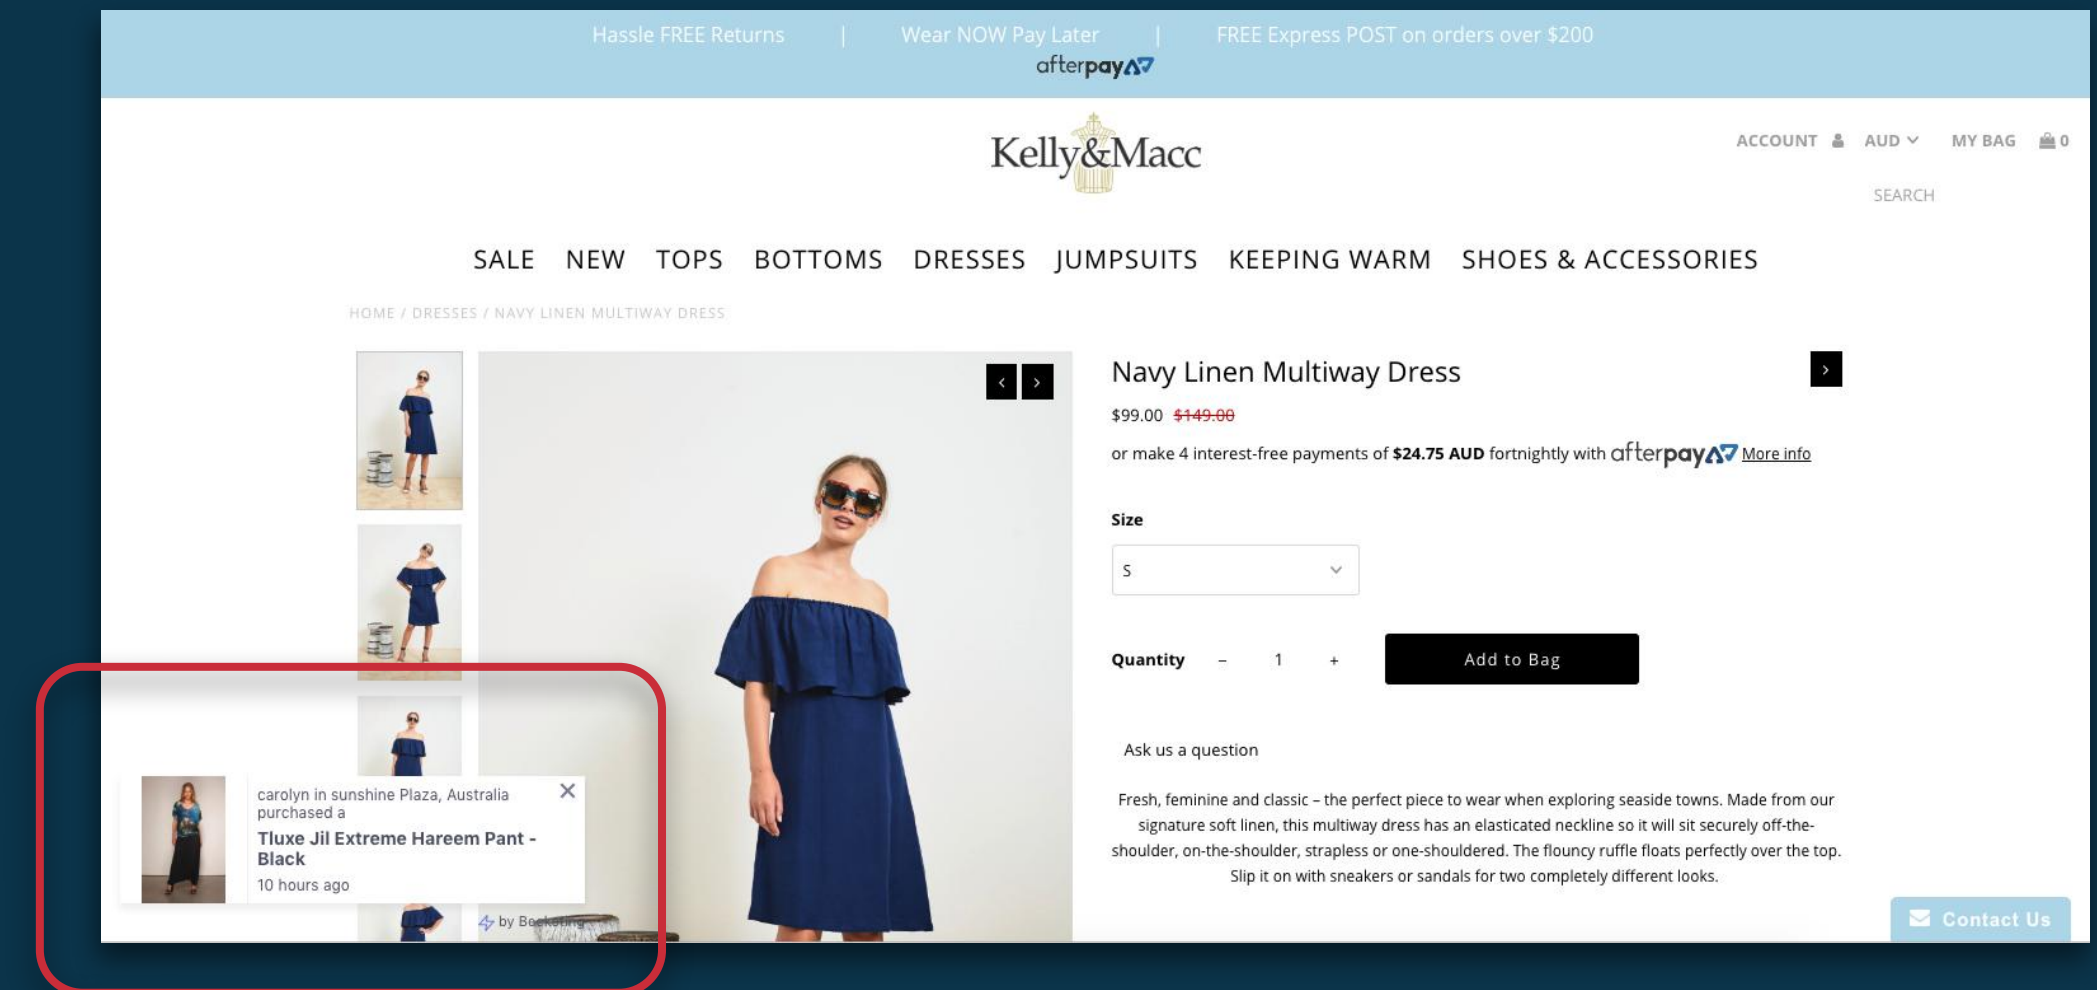 Hassle FREE Returns | Wear NOW Pay Later | FREE Express POST on orders over $200
afterpay
Kelly&Macc
ACCOUNT AUD MY BAG 0
SEARCH
SALE NEW TOPS BOTTOMS DRESSES JUMPSUITS KEEPING WARM SHOES & ACCESSORIES
HOME / DRESSES / NAVY LINEN MULTIWAY DRESS
Navy Linen Multiway Dress
$99.00 $149.00
or make 4 interest-free payments of $24.75 AUD fortnightly with afterpay More info
Size
S
Quantity – 1 +
Add to Bag
Ask us a question
Fresh, feminine and classic – the perfect piece to wear when exploring seaside towns. Made from our
signature soft linen, this multiway dress has an elasticated neckline so it will sit securely off-the-
shoulder, on-the-shoulder, strapless or one-shouldered. The flouncy ruffle floats perfectly over the top.
Slip it on with sneakers or sandals for two completely different looks.
carolyn in sunshine Plaza, Australia
purchased a
Tluxe Jil Extreme Hareem Pant -
Black
10 hours ago
by
Contact Us